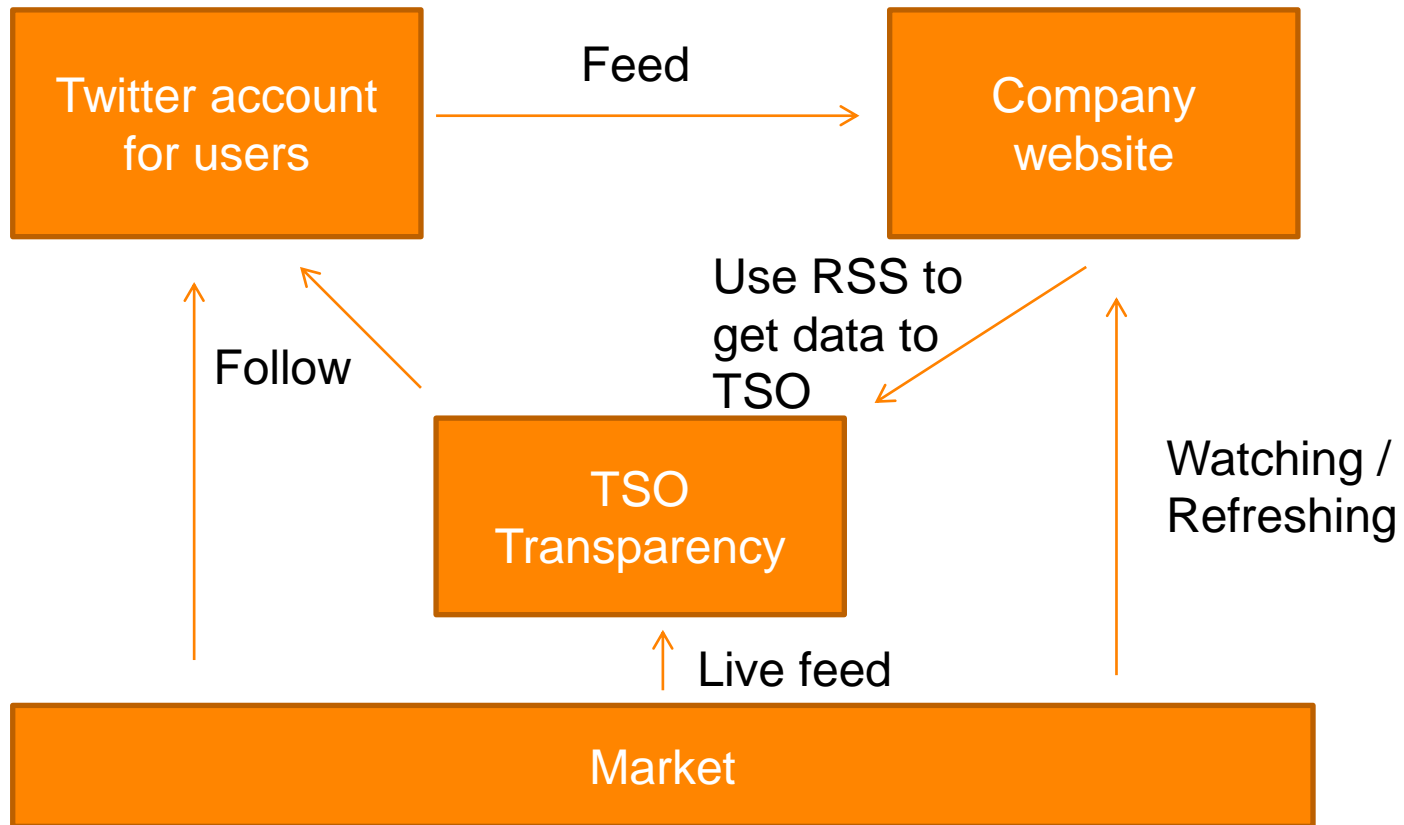 Twitter account
for users
Feed
Company
website
Use RSS to
get data to
TSO
Follow
Watching /
Refreshing
TSO
Transparency
Live feed
Market